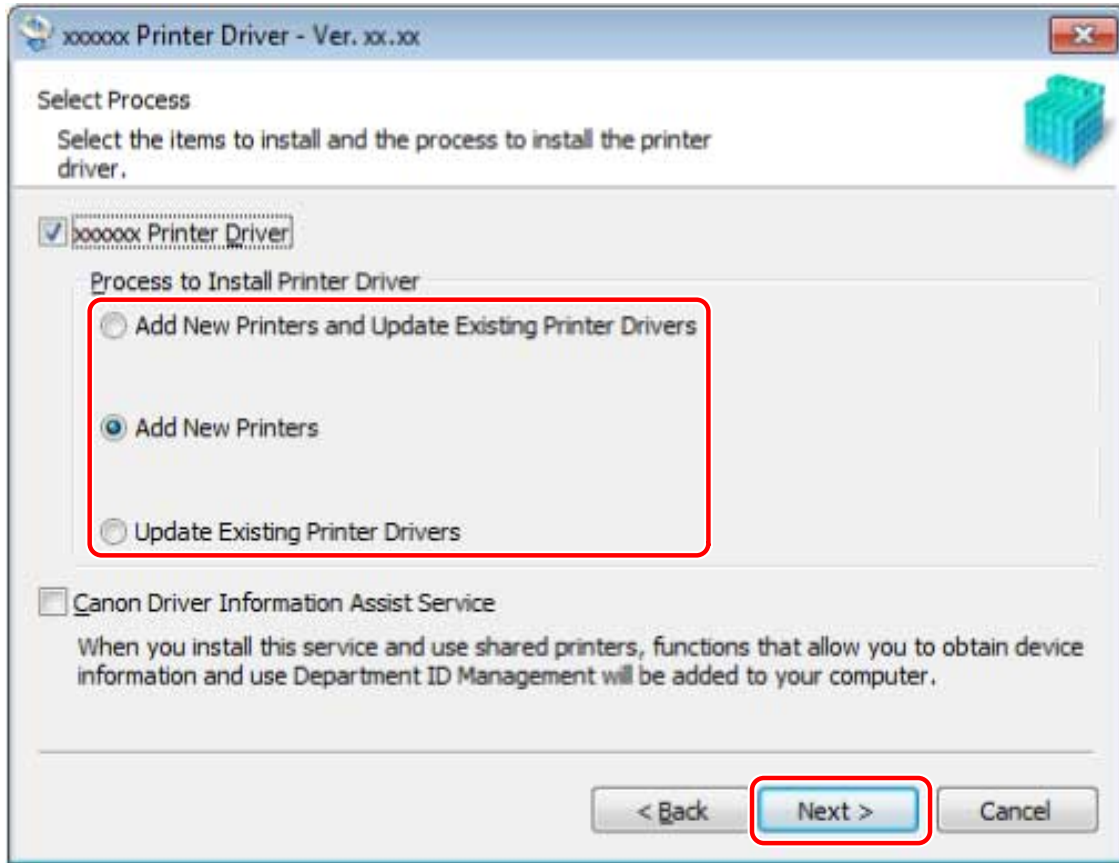 xxxxxx Printer Driver - Ver. xx.xx
Select Process
Select the items to install and the process to install the printer
driver.
xxxxxx Printer Driver
Process to Install Printer Driver
Add New Printers and Update Existing Printer Drivers
Add New Printers
Update Existing Printer Drivers
Canon Driver Information Assist Service
When you install this service and use shared printers, functions that allow you to obtain device
information and use Department ID Management will be added to your computer.
< Back Next > Cancel